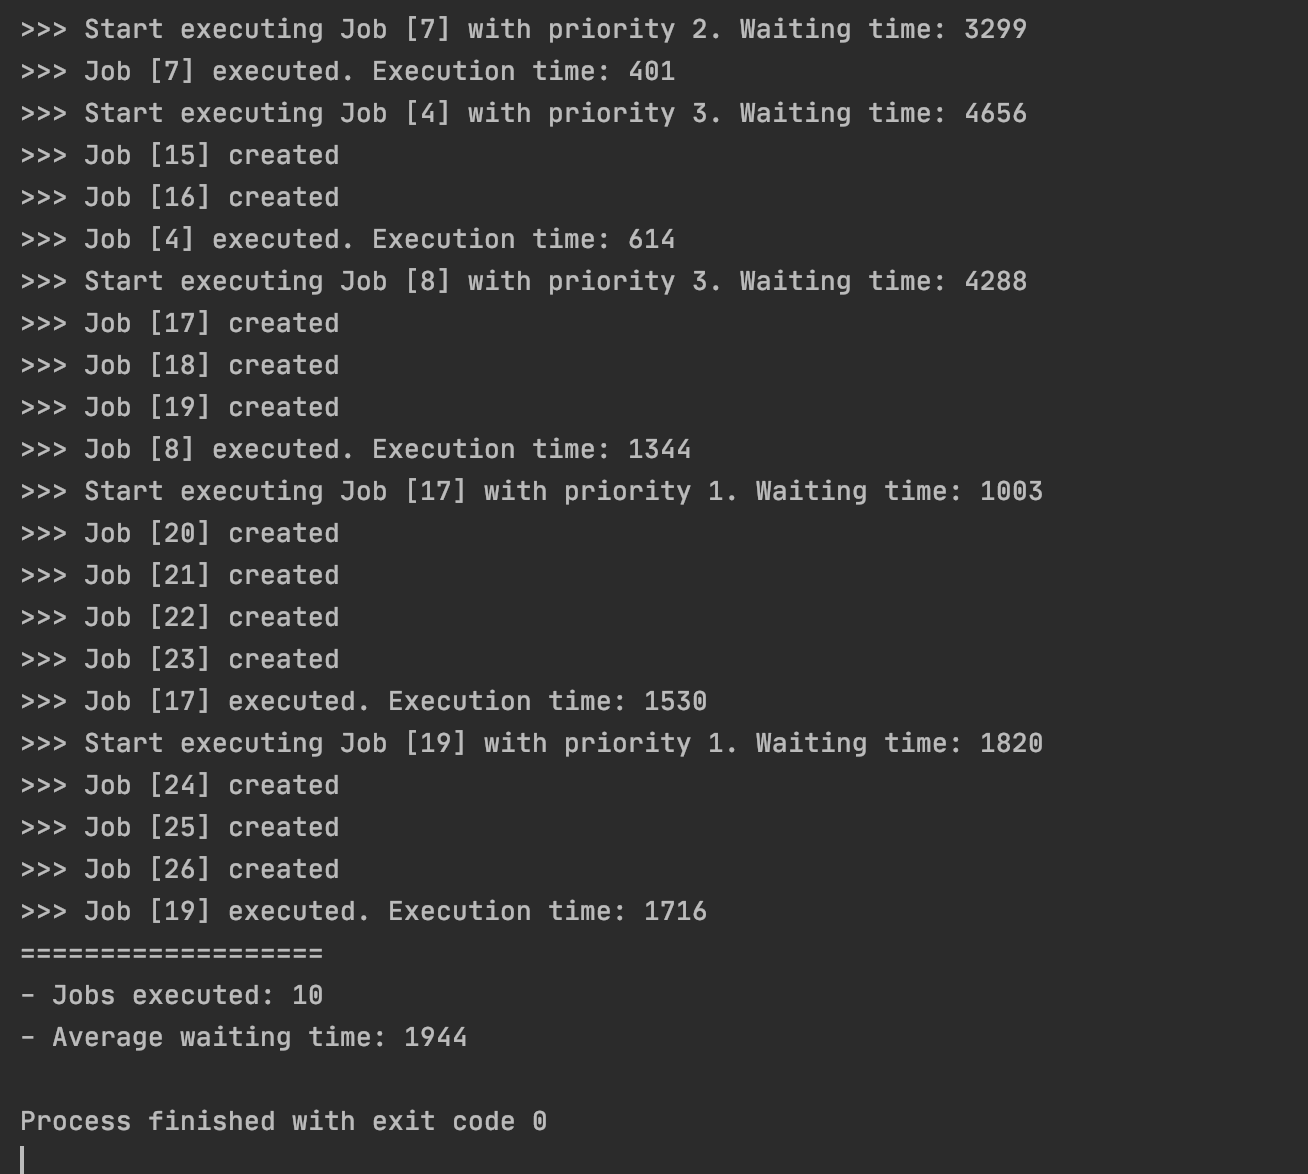 >>> Start executing Job [7] with priority 2. Waiting time: 3299
>>> Job [7] executed. Execution time: 401
>>> Start executing Job [4] with priority 3. Waiting time: 4656
>>> Job [15] created
>>> Job [16] created
>>> Job [4] executed. Execution time: 614
>>> Start executing Job [8] with priority 3. Waiting time: 4288
>>> Job [17] created
>>> Job [18] created
>>> Job [19] created
>>> Job [8] executed. Execution time: 1344
>>> Start executing Job [17] with priority 1. Waiting time: 1003
>>> Job [20] created
>>> Job [21] created
>>> Job [22] created
>>> Job [23] created
>>> Job [17] executed. Execution time: 1530
>>> Start executing Job [19] with priority 1. Waiting time: 1820
>>> Job [24] created
>>> Job [25] created
>>> Job [26] created
>>> Job [19] executed. Execution time: 1716
===================
- Jobs executed: 10
- Average waiting time: 1944
Process finished with exit code 0